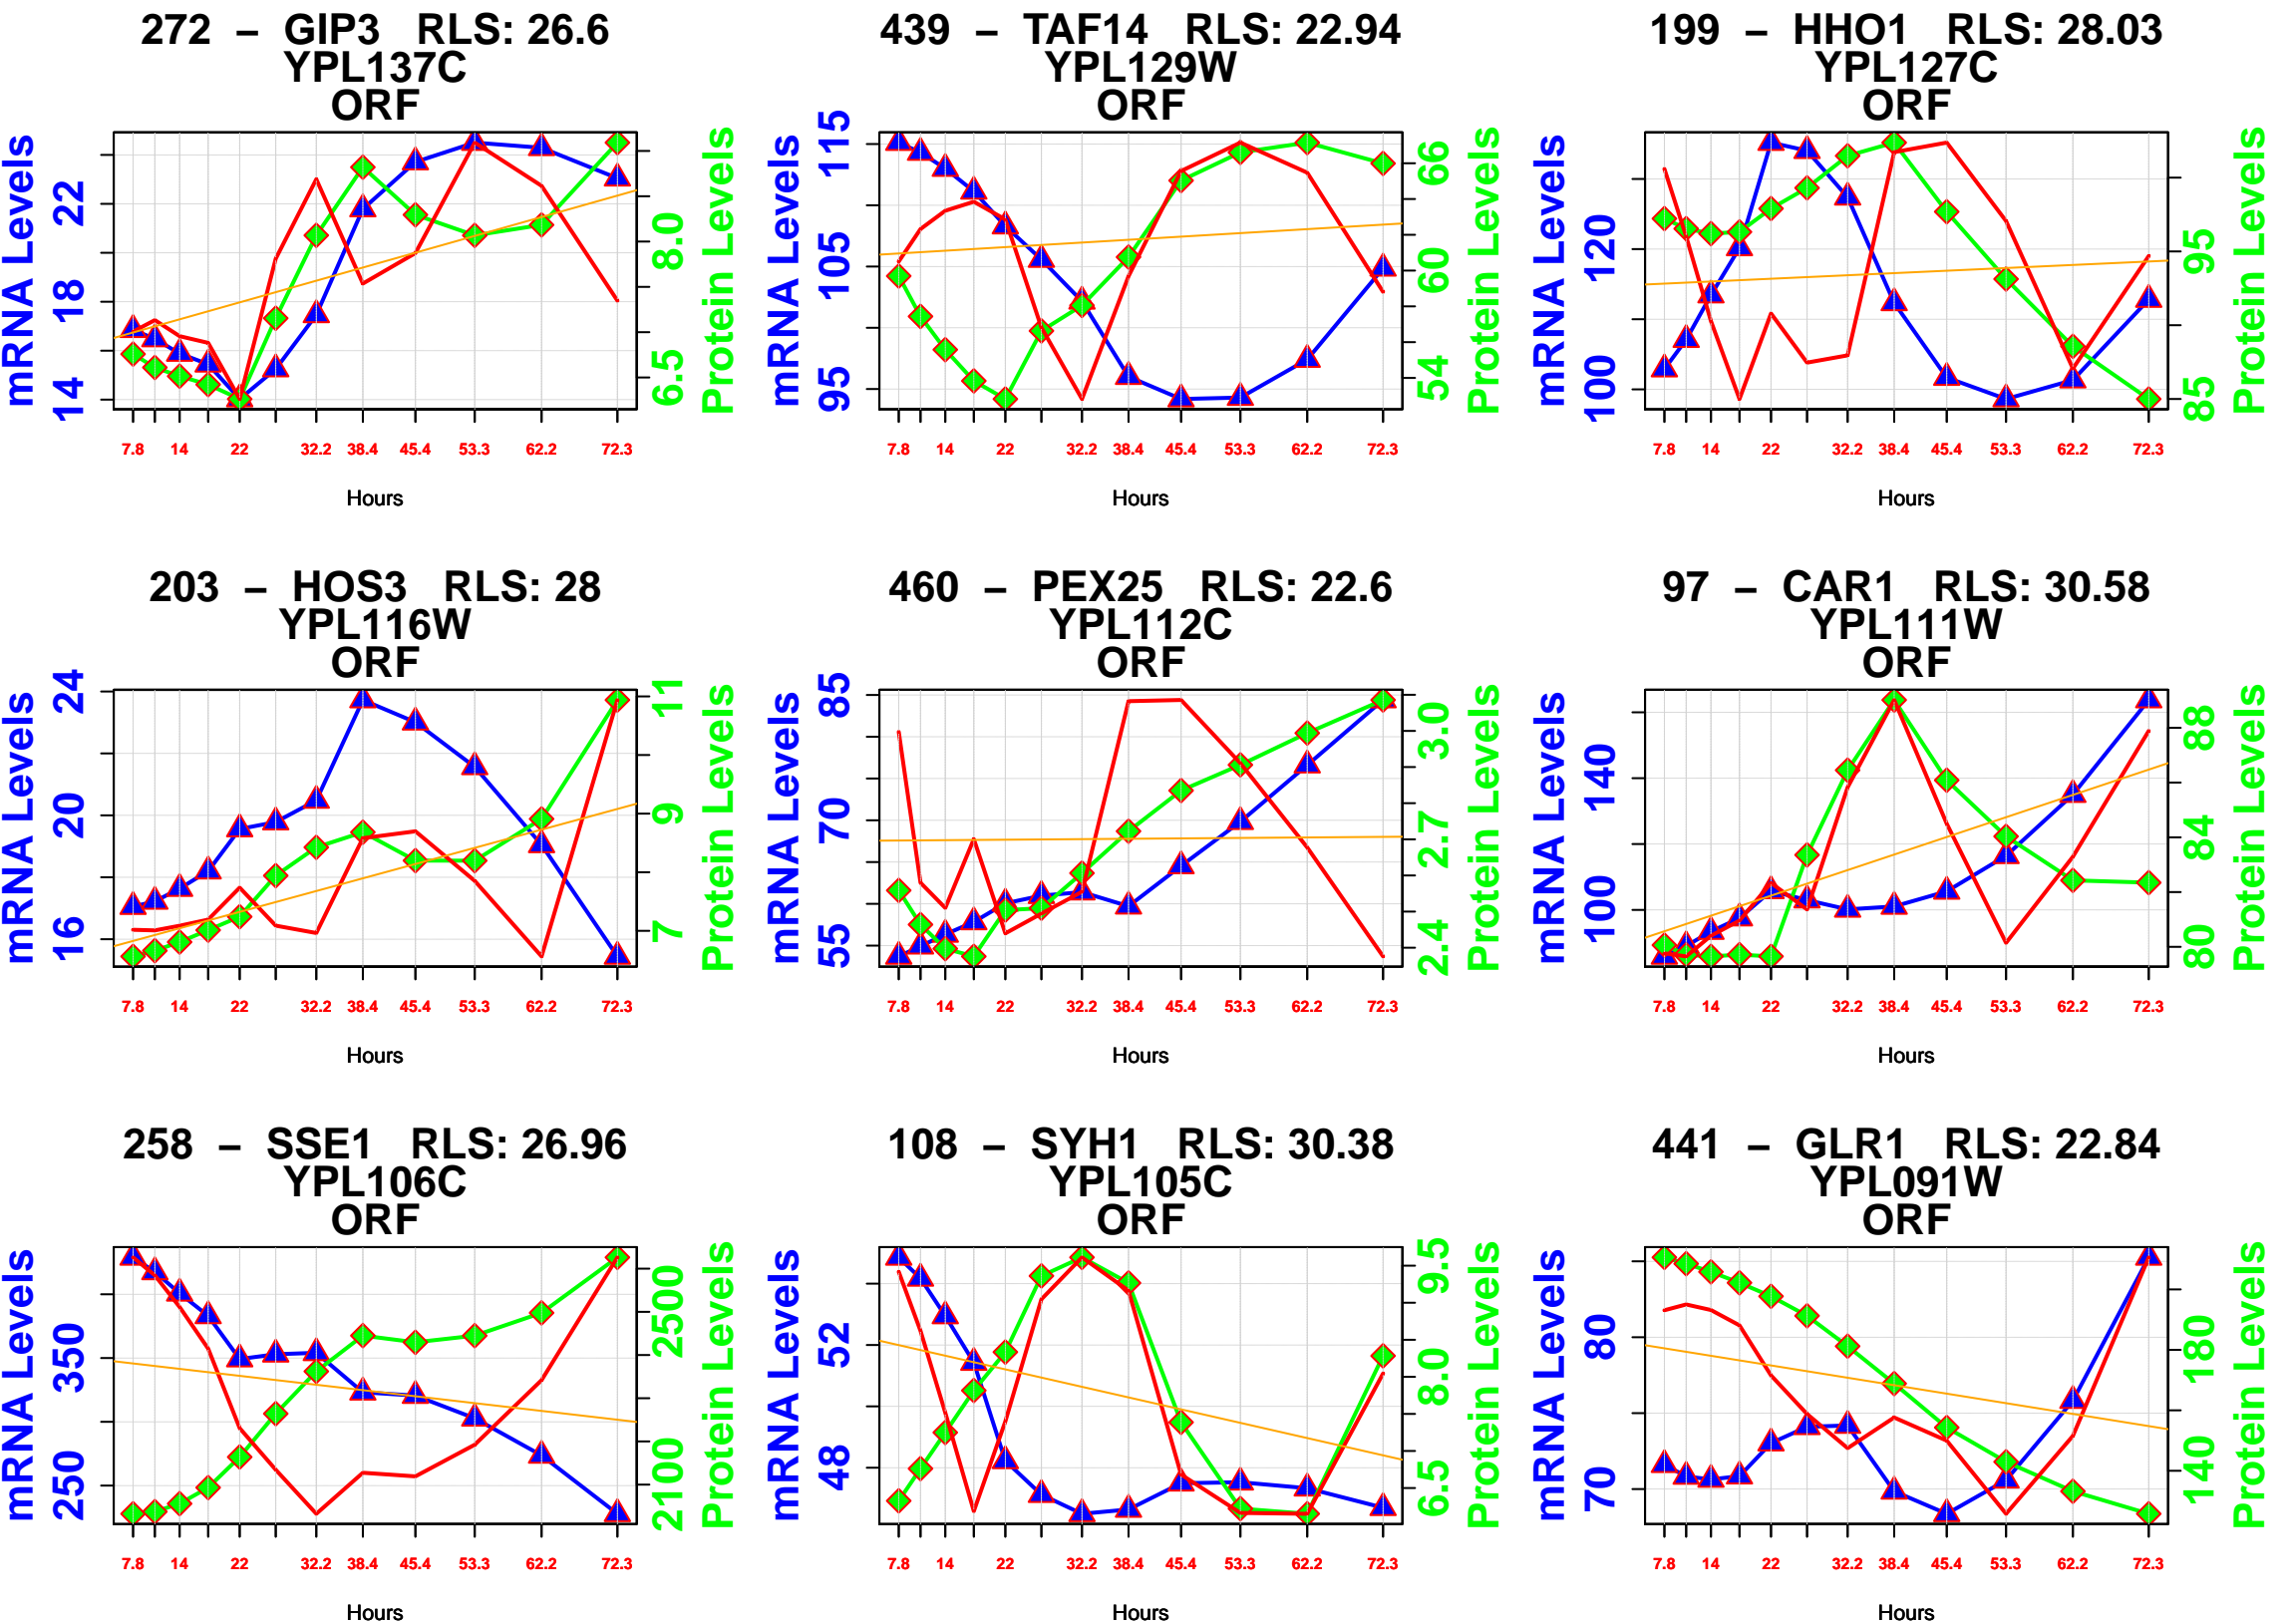 272 – GIP3 RLS: 26.6
YPL137C
ORF
mRNA Levels
14 18 22
6.5 8.0
Protein Levels
7.8 14 22 32.2 38.4 45.4 53.3 62.2 72.3
Hours
439 – TAF14 RLS: 22.94
YPL129W
ORF
mRNA Levels
95 105 115
54 60 66
Protein Levels
7.8 14 22 32.2 38.4 45.4 53.3 62.2 72.3
Hours
199 – HHO1 RLS: 28.03
YPL127C
ORF
mRNA Levels
100 120
85 95
Protein Levels
7.8 14 22 32.2 38.4 45.4 53.3 62.2 72.3
Hours
203 – HOS3 RLS: 28
YPL116W
ORF
mRNA Levels
16 20 24
7 9 11
Protein Levels
7.8 14 22 32.2 38.4 45.4 53.3 62.2 72.3
Hours
460 – PEX25 RLS: 22.6
YPL112C
ORF
mRNA Levels
55 70 85
2.4 2.7 3.0
Protein Levels
7.8 14 22 32.2 38.4 45.4 53.3 62.2 72.3
Hours
97 – CAR1 RLS: 30.58
YPL111W
ORF
mRNA Levels
100 140
80 84 88
Protein Levels
7.8 14 22 32.2 38.4 45.4 53.3 62.2 72.3
Hours
258 – SSE1 RLS: 26.96
YPL106C
ORF
mRNA Levels
250 350
2100 2500
Protein Levels
7.8 14 22 32.2 38.4 45.4 53.3 62.2 72.3
Hours
108 – SYH1 RLS: 30.38
YPL105C
ORF
mRNA Levels
48 52
6.5 8.0 9.5
Protein Levels
7.8 14 22 32.2 38.4 45.4 53.3 62.2 72.3
Hours
441 – GLR1 RLS: 22.84
YPL091W
ORF
mRNA Levels
70 80
140 180
Protein Levels
7.8 14 22 32.2 38.4 45.4 53.3 62.2 72.3
Hours